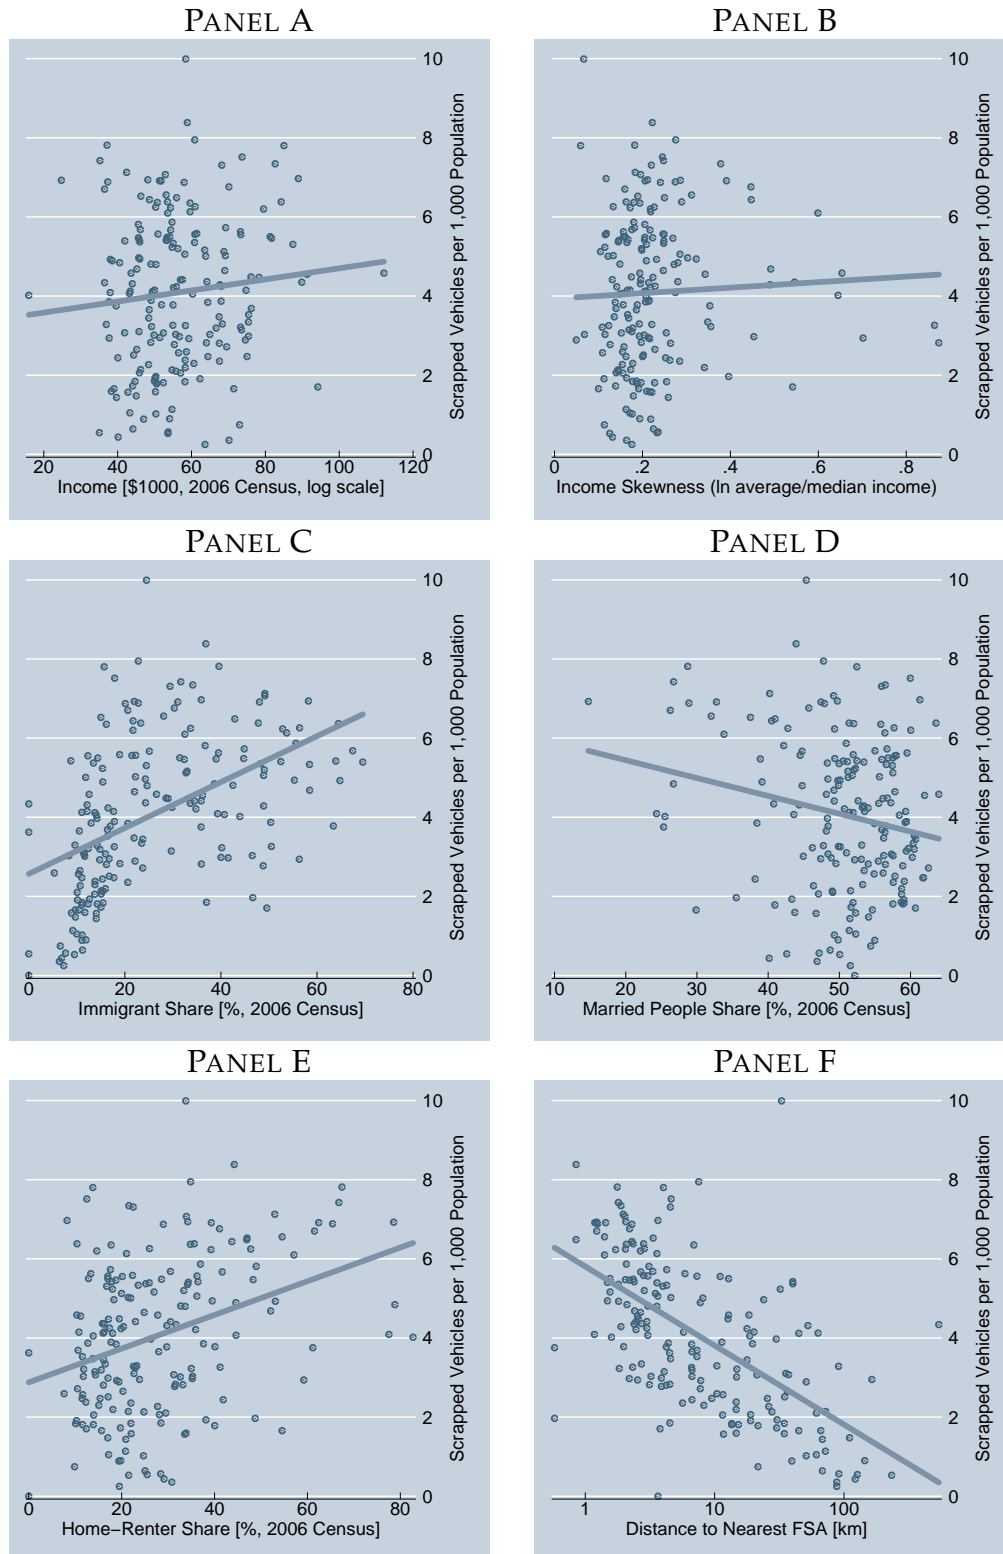 PANEL A
10
8
6
4
2
0
Scrapped Vehicles per 1,000 Population
20 40 60 80 100 120
Income [$1000, 2006 Census, log scale]
PANEL B
10
8
6
4
2
0
Scrapped Vehicles per 1,000 Population
0 .2 .4 .6 .8
Income Skewness (ln average/median income)
PANEL C
10
8
6
4
2
0
Scrapped Vehicles per 1,000 Population
0 20 40 60 80
Immigrant Share [%, 2006 Census]
PANEL D
10
8
6
4
2
0
Scrapped Vehicles per 1,000 Population
10 20 30 40 50 60
Married People Share [%, 2006 Census]
PANEL E
10
8
6
4
2
0
Scrapped Vehicles per 1,000 Population
0 20 40 60 80
Home−Renter Share [%, 2006 Census]
PANEL F
10
8
6
4
2
0
Scrapped Vehicles per 1,000 Population
1 10 100
Distance to Nearest FSA [km]